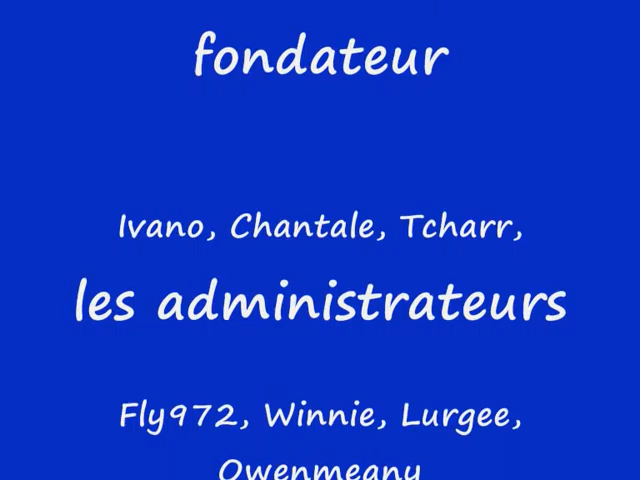 fondateur
Ivano, Chantale, Tcharr,
les administrateurs
Fly972, Winnie, Lurgee,
Owenmeany